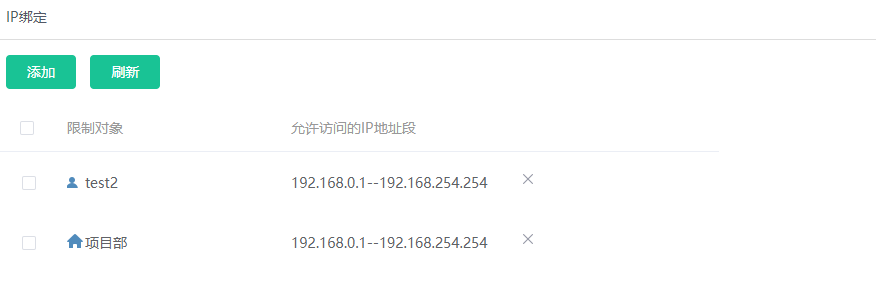 IP绑定
添加 刷新
限制对象 允许访问的IP地址段
test2 192.168.0.1--192.168.254.254
项目部 192.168.0.1--192.168.254.254